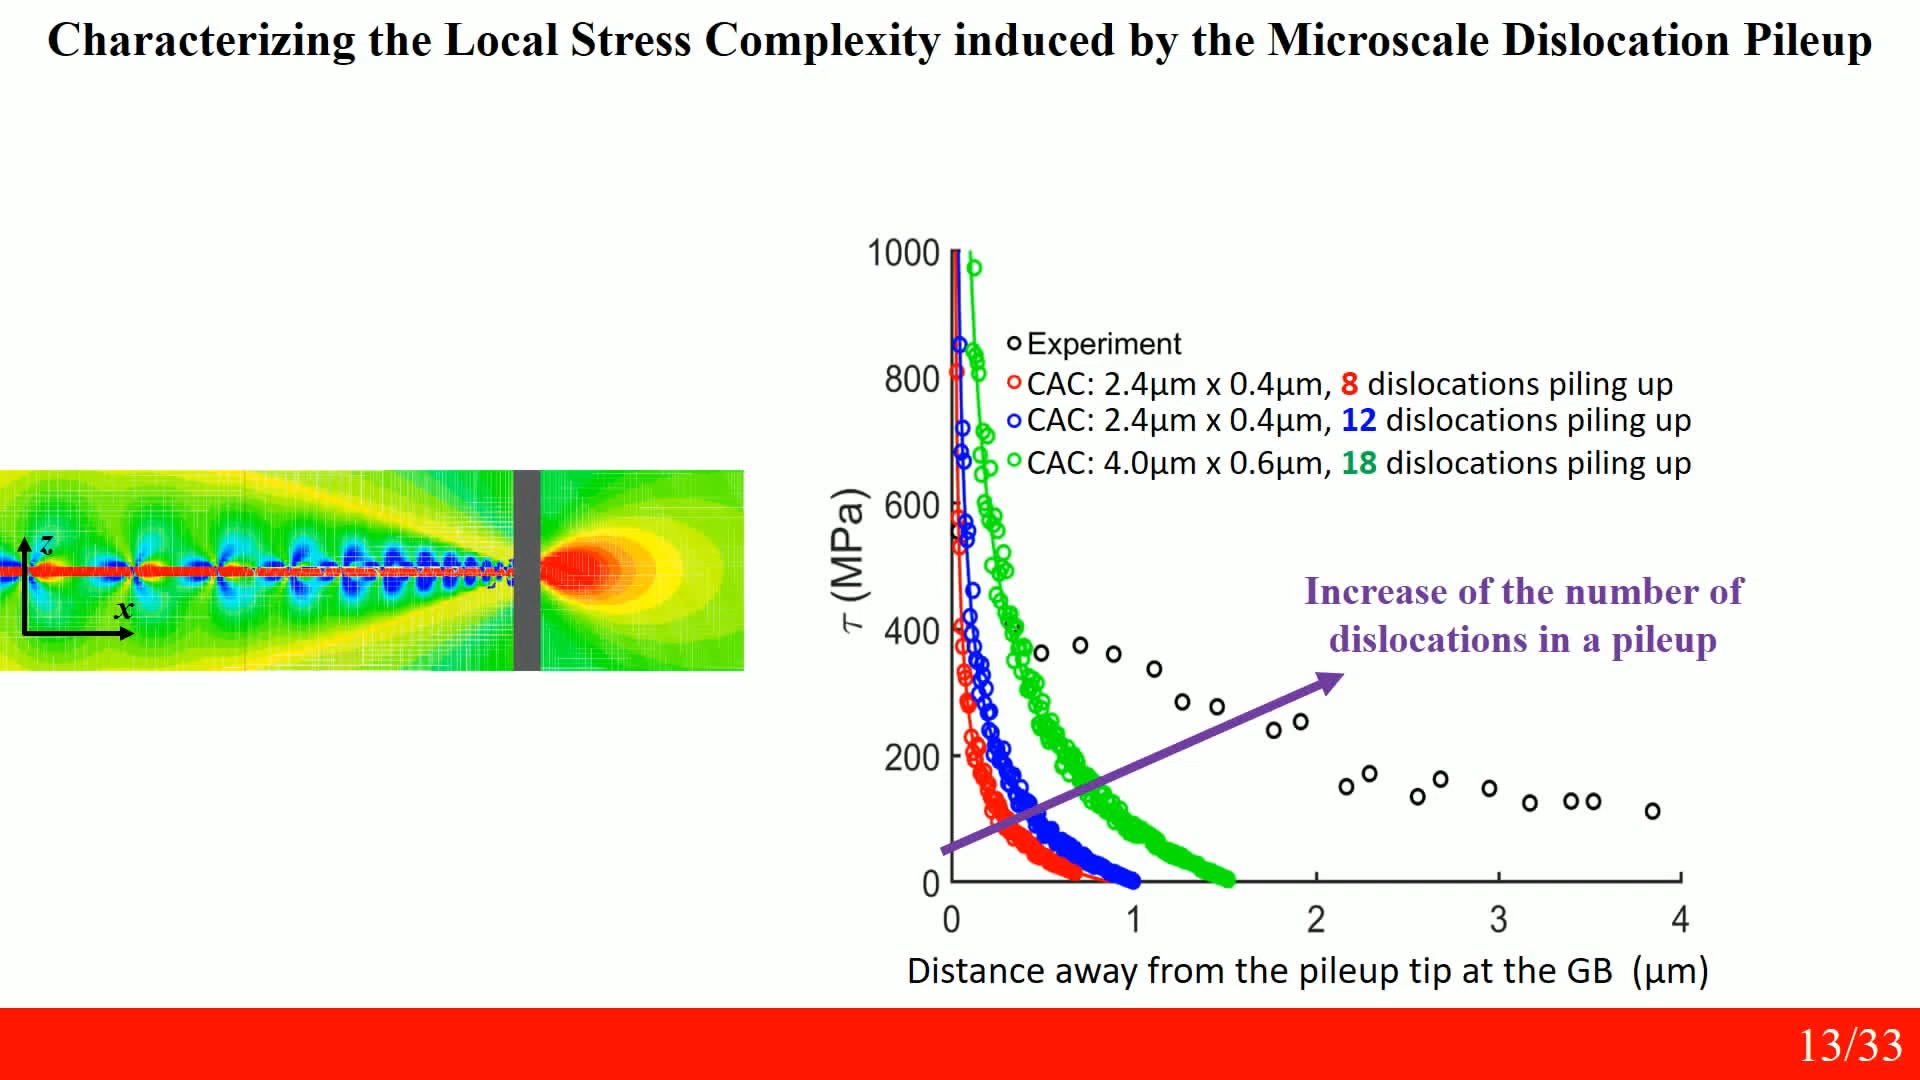 Characterizing the Local Stress Complexity induced by the Microscale Dislocation Pileup
z
x
1000
800
600
400
200
0
τ (MPa)
Experiment
CAC: 2.4μm x 0.4μm, 8 dislocations piling up
CAC: 2.4μm x 0.4μm, 12 dislocations piling up
CAC: 4.0μm x 0.6μm, 18 dislocations piling up
Increase of the number of
dislocations in a pileup
0 1 2 3 4
Distance away from the pileup tip at the GB (μm)
13/33